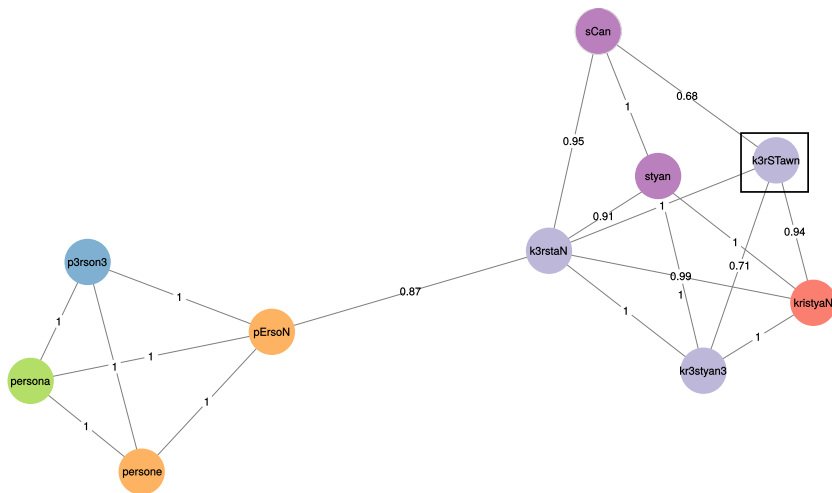 sCan
0.68
1
0.95
k3rSTawn
styan
1
0.91
0.94
1
k3rstaN
p3rson3
0.71
0.99
0.87
1
1
kristyaN
1
1
pErsoN
1
1
1
kr3styan3
persona
1
1
persone